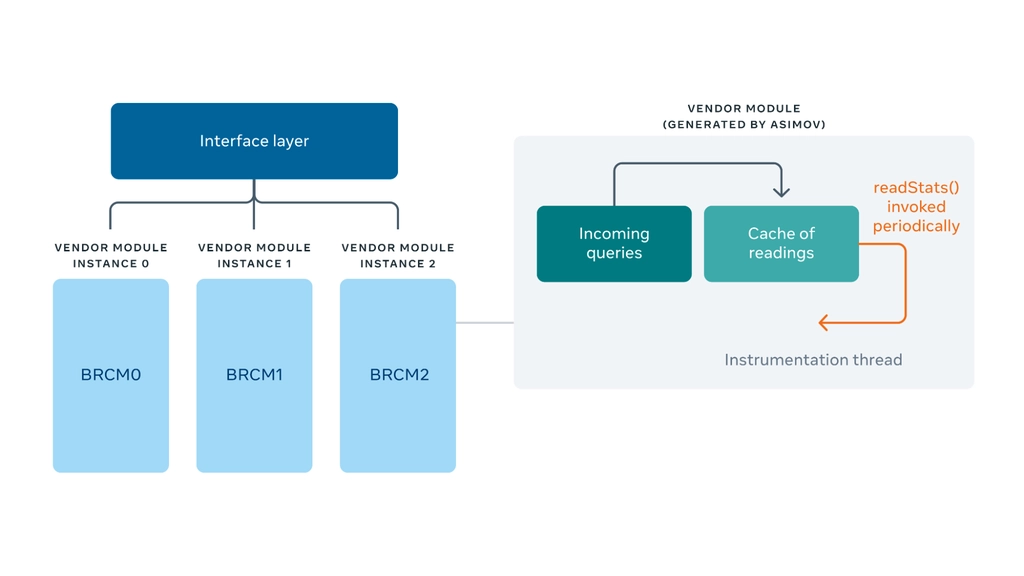 Interface layer
VENDOR MODULE
INSTANCE 0
VENDOR MODULE
INSTANCE 1
VENDOR MODULE
INSTANCE 2
BRCM0
BRCM1
BRCM2
VENDOR MODULE
(GENERATED BY ASIMOV)
Incoming
queries
Cache of
readings
readStats()
invoked
periodically
Instrumentation thread